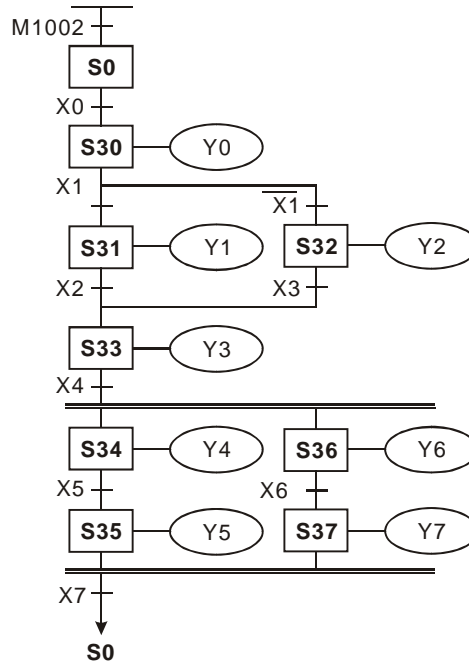 M1002
S0
X0
S30 Y0
X1 X1
S31 Y1 S32 Y2
X2 X3
S33 Y3
X4
S34 Y4 S36 Y6
X5 X6
S35 Y5 S37 Y7
X7
S0